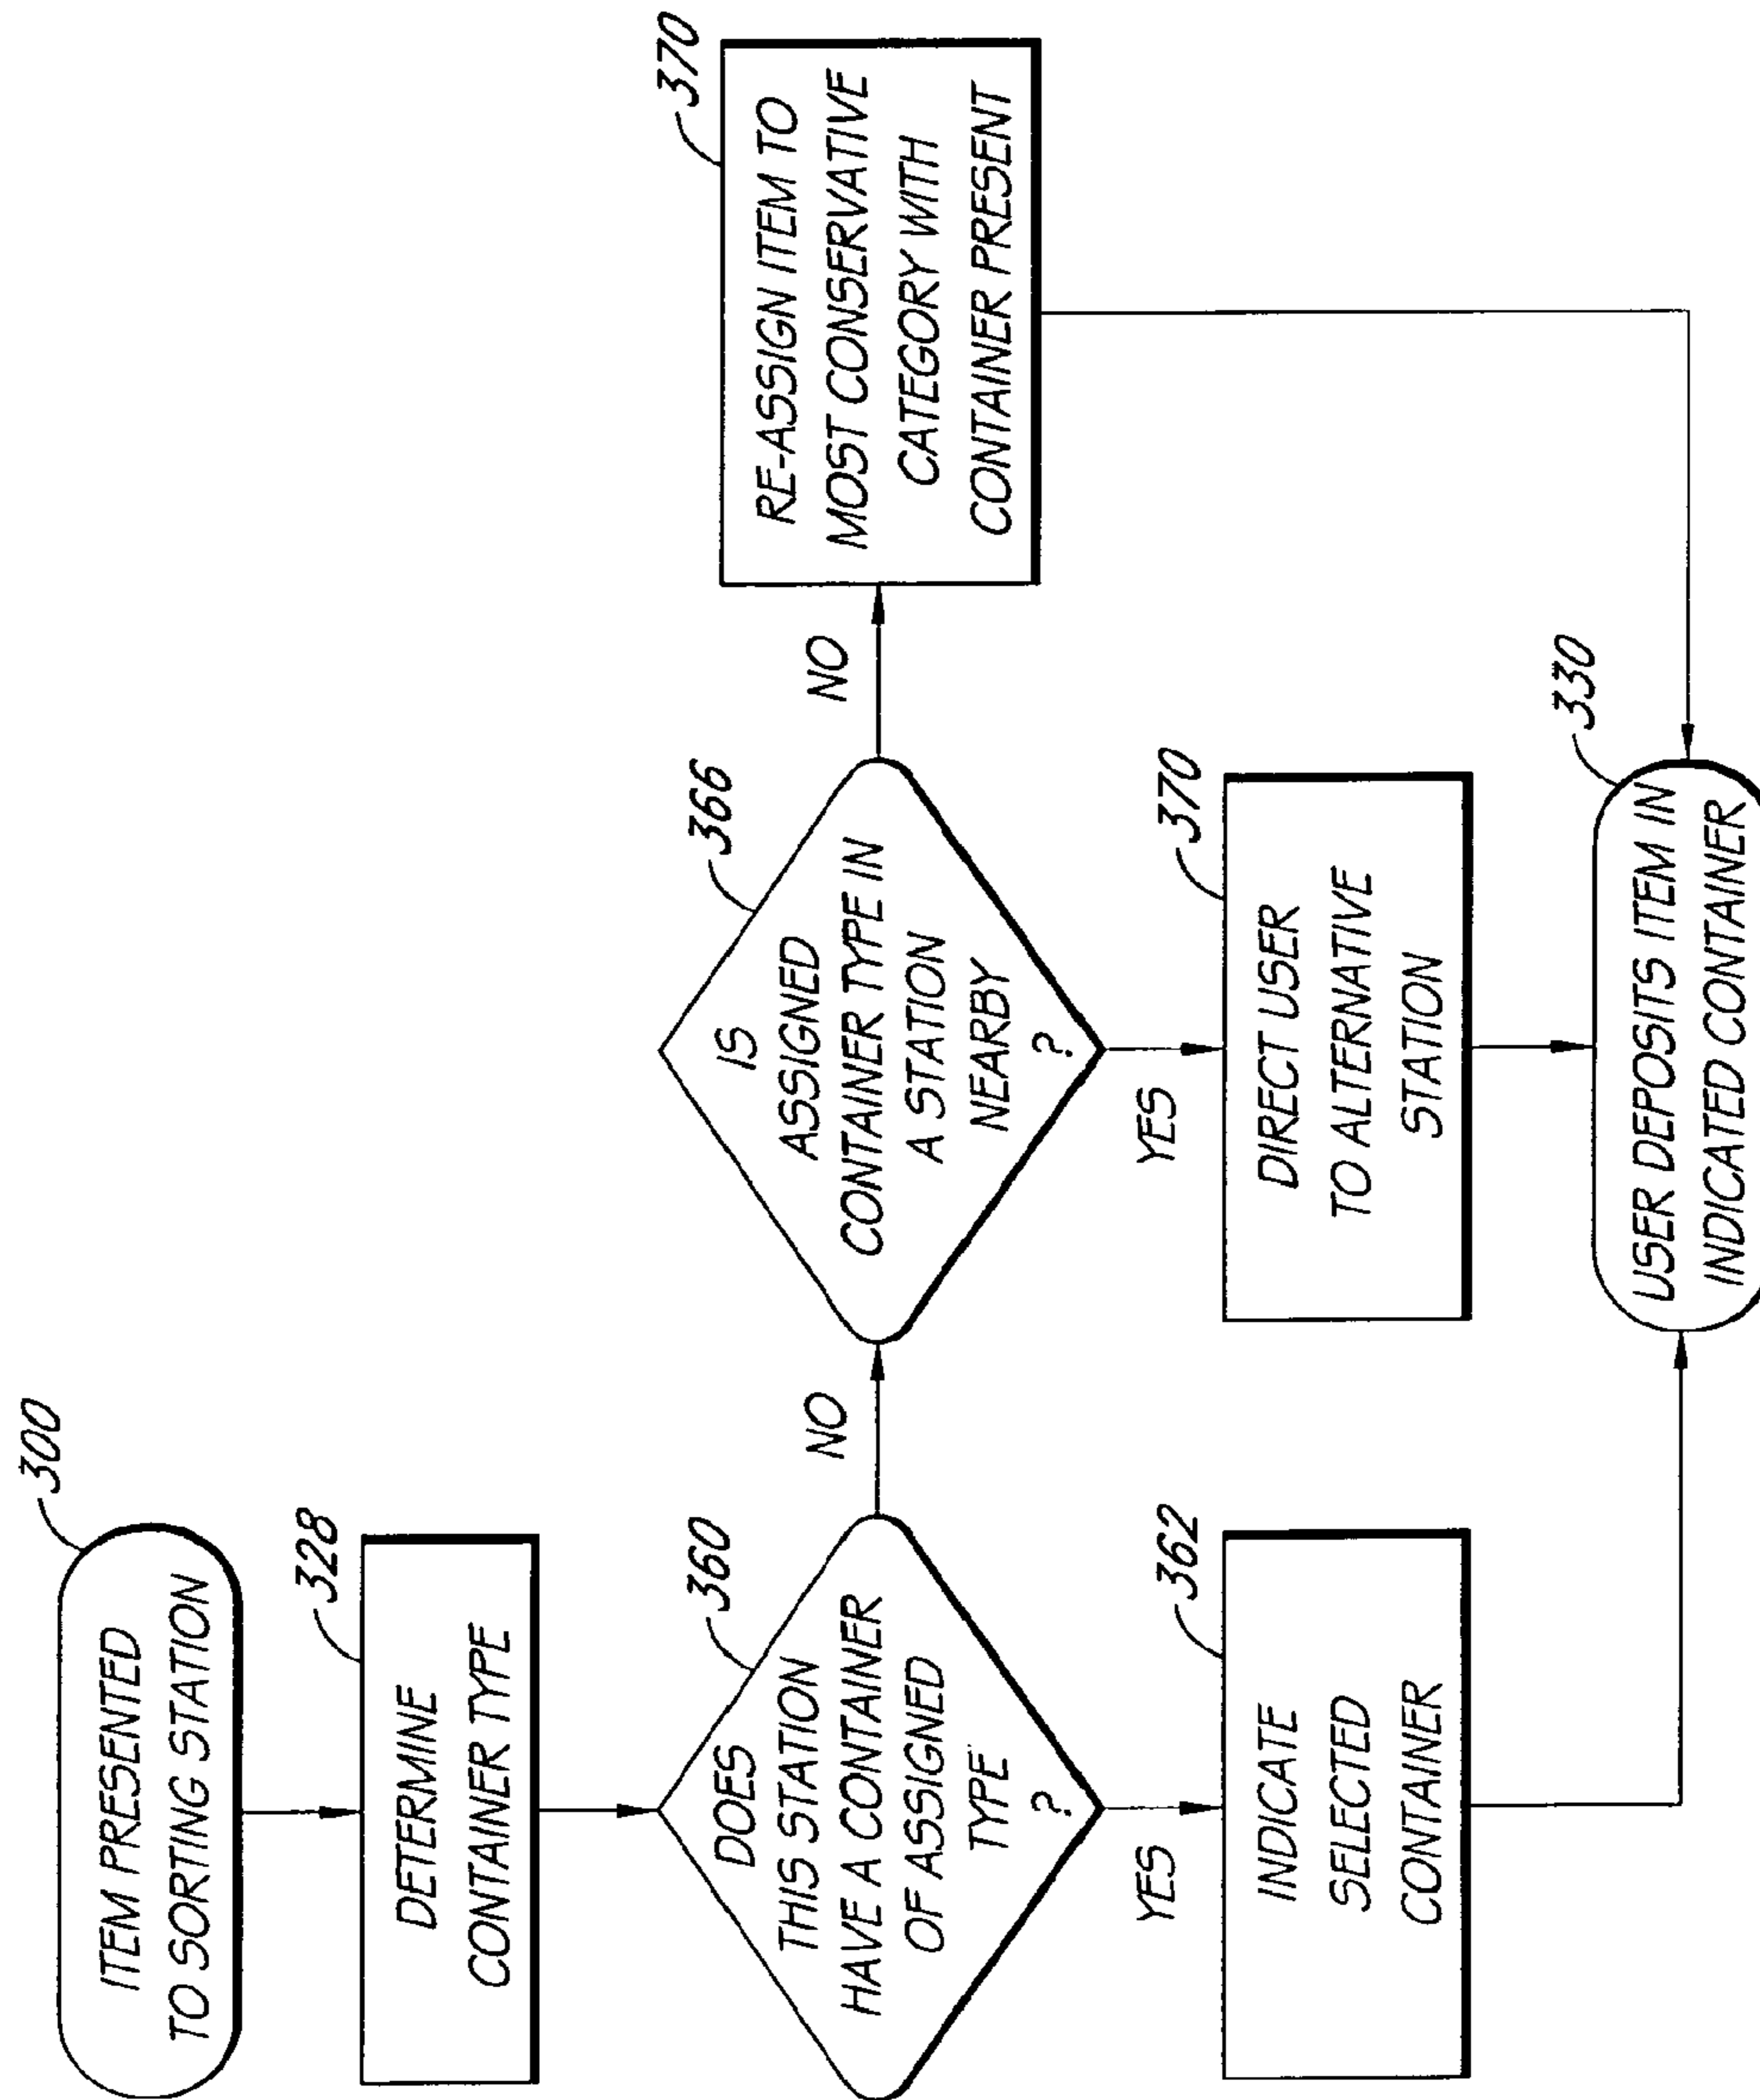 300
ITEM PRESENTED
TO SORTING STATION
328
DETERMINE
CONTAINER TYPE
360
DOES
THIS STATION
HAVE A CONTAINER
OF ASSIGNED
TYPE
?
NO
YES
362
INDICATE
SELECTED
CONTAINER
366
IS
ASSIGNED
CONTAINER TYPE IN
A STATION
NEARBY
?
NO
YES
370
DIRECT USER
TO ALTERNATIVE
STATION
370
RE-ASSIGN ITEM TO
MOST CONSERVATIVE
CATEGORY WITH
CONTAINER PRESENT
330
USER DEPOSITS ITEM IN
INDICATED CONTAINER